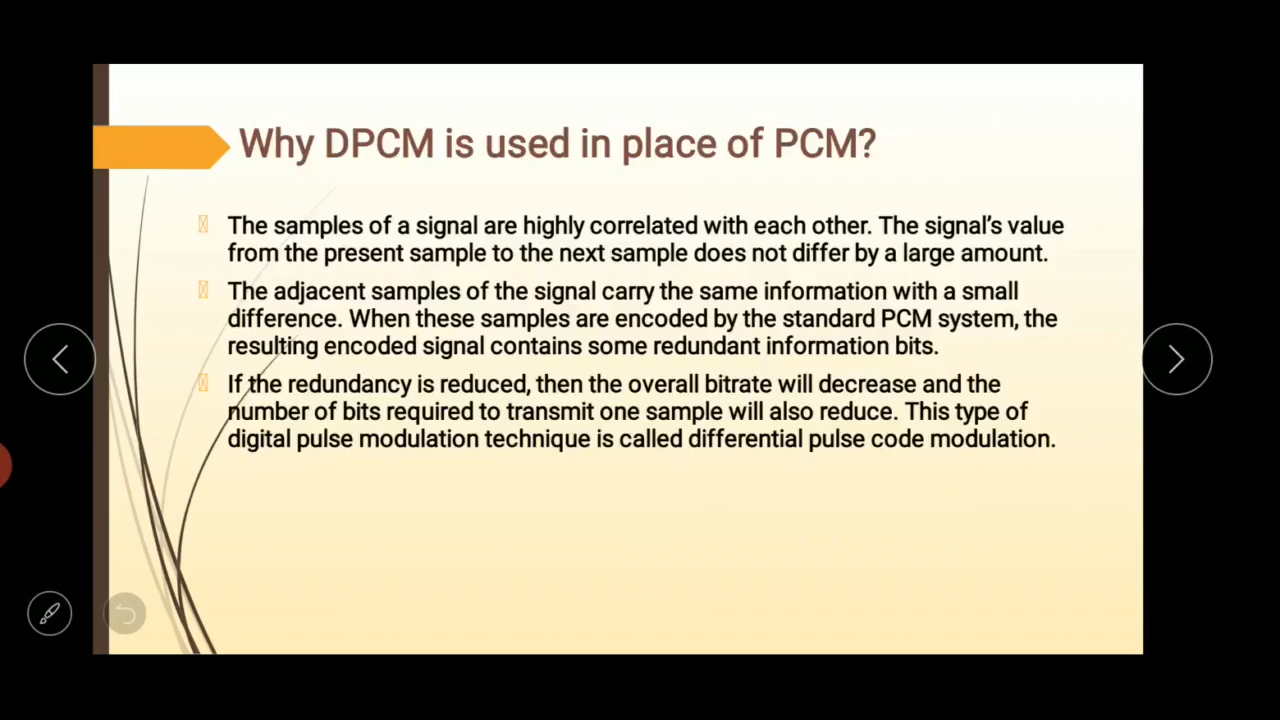 Why DPCM is used in place of PCM?
The samples of a signal are highly correlated with each other. The signal’s value
from the present sample to the next sample does not differ by a large amount.
The adjacent samples of the signal carry the same information with a small
difference. When these samples are encoded by the standard PCM system, the
resulting encoded signal contains some redundant information bits.
If the redundancy is reduced, then the overall bitrate will decrease and the
number of bits required to transmit one sample will also reduce. This type of
digital pulse modulation technique is called differential pulse code modulation.